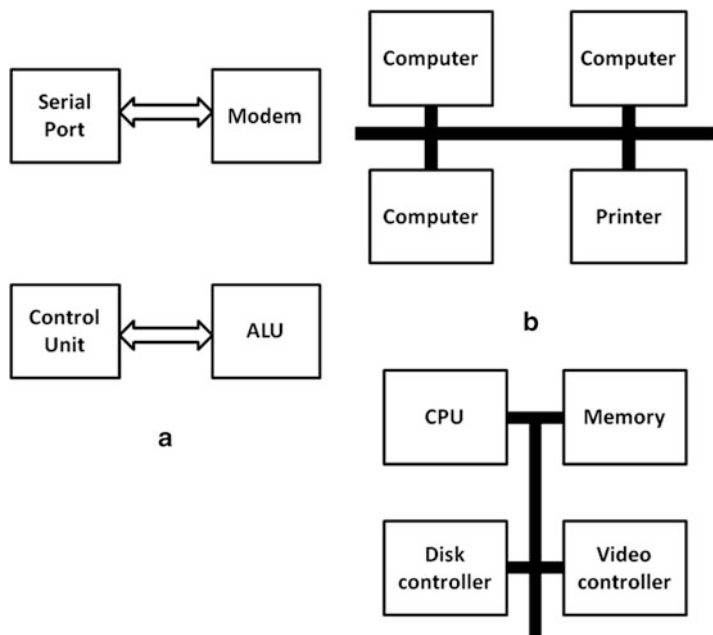 Serial
Port
Modem
Control
Unit
ALU
a
Computer
Computer
Computer
Printer
b
CPU
Memory
Disk
controller
Video
controller